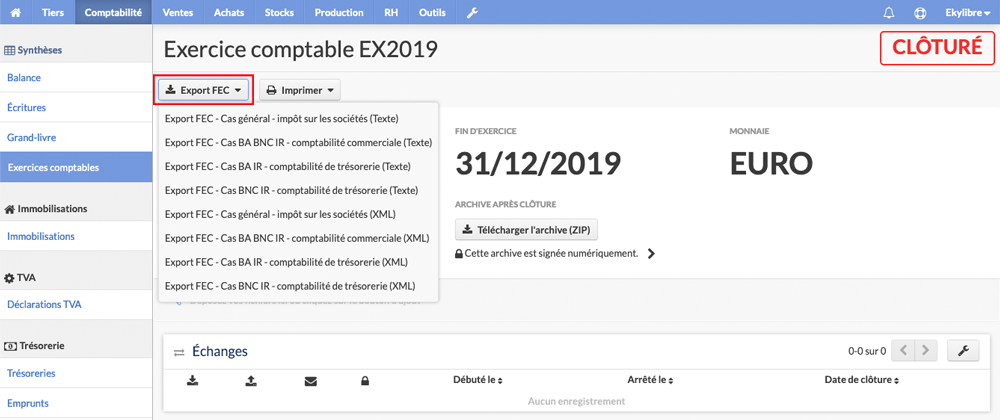 Tiers Comptabilité Ventes Achats Stocks Production RH Outils Ekylibre
Synthèses
Balance
Écritures
Grand-livre
Exercices comptables
Immobilisations
Immobilisations
TVA
Déclarations TVA
Trésorerie
Trésoreries
Emprunts
Exercice comptable EX2019
CLÔTURÉ
Export FEC
Imprimer
Export FEC - Cas général - impôt sur les sociétés (Texte)
Export FEC - Cas BA BNC IR - comptabilité commerciale (Texte)
Export FEC - Cas BA IR - comptabilité de trésorerie (Texte)
Export FEC - Cas BNC IR - comptabilité de trésorerie (Texte)
Export FEC - Cas général - impôt sur les sociétés (XML)
Export FEC - Cas BA BNC IR - comptabilité commerciale (XML)
Export FEC - Cas BA IR - comptabilité de trésorerie (XML)
Export FEC - Cas BNC IR - comptabilité de trésorerie (XML)
FIN D'EXERCICE
31/12/2019
MONNAIE
EURO
ARCHIVE APRÈS CLÔTURE
Télécharger l'archive (ZIP)
Cette archive est signée numériquement.
Échanges
0-0 sur 0
Débuté le Arrêté le Date de clôture
Aucun enregistrement